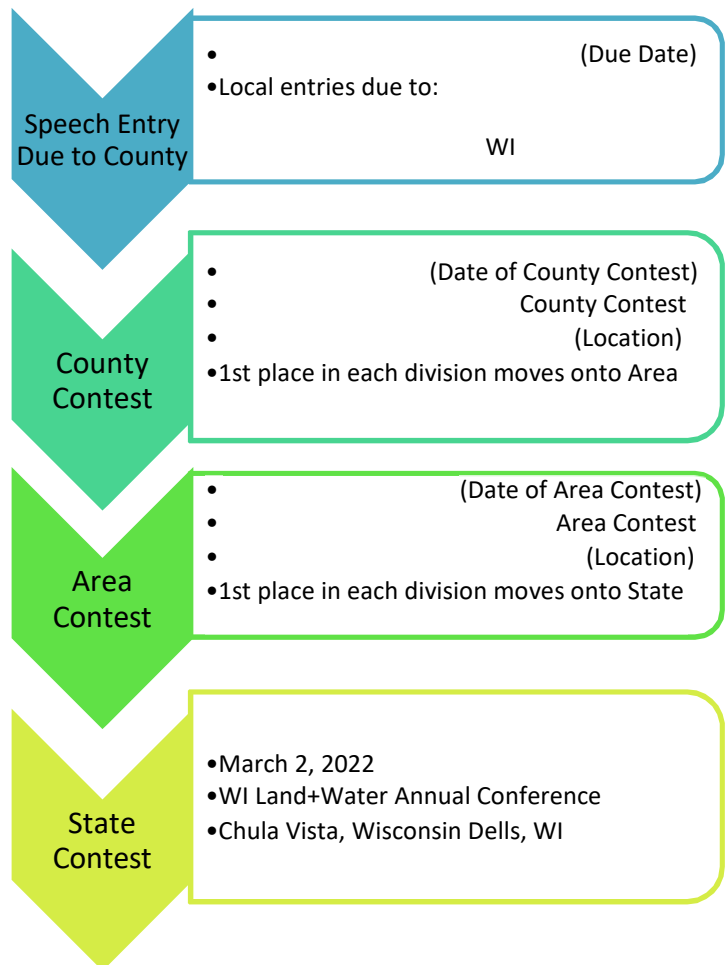 Speech Entry
Due to County
• (Due Date)
•Local entries due to:
WI
County
Contest
• (Date of County Contest)
• County Contest
• (Location)
•1st place in each division moves onto Area
Area
Contest
• (Date of Area Contest)
• Area Contest
• (Location)
•1st place in each division moves onto State
State
Contest
•March 2, 2022
•WI Land+Water Annual Conference
•Chula Vista, Wisconsin Dells, WI